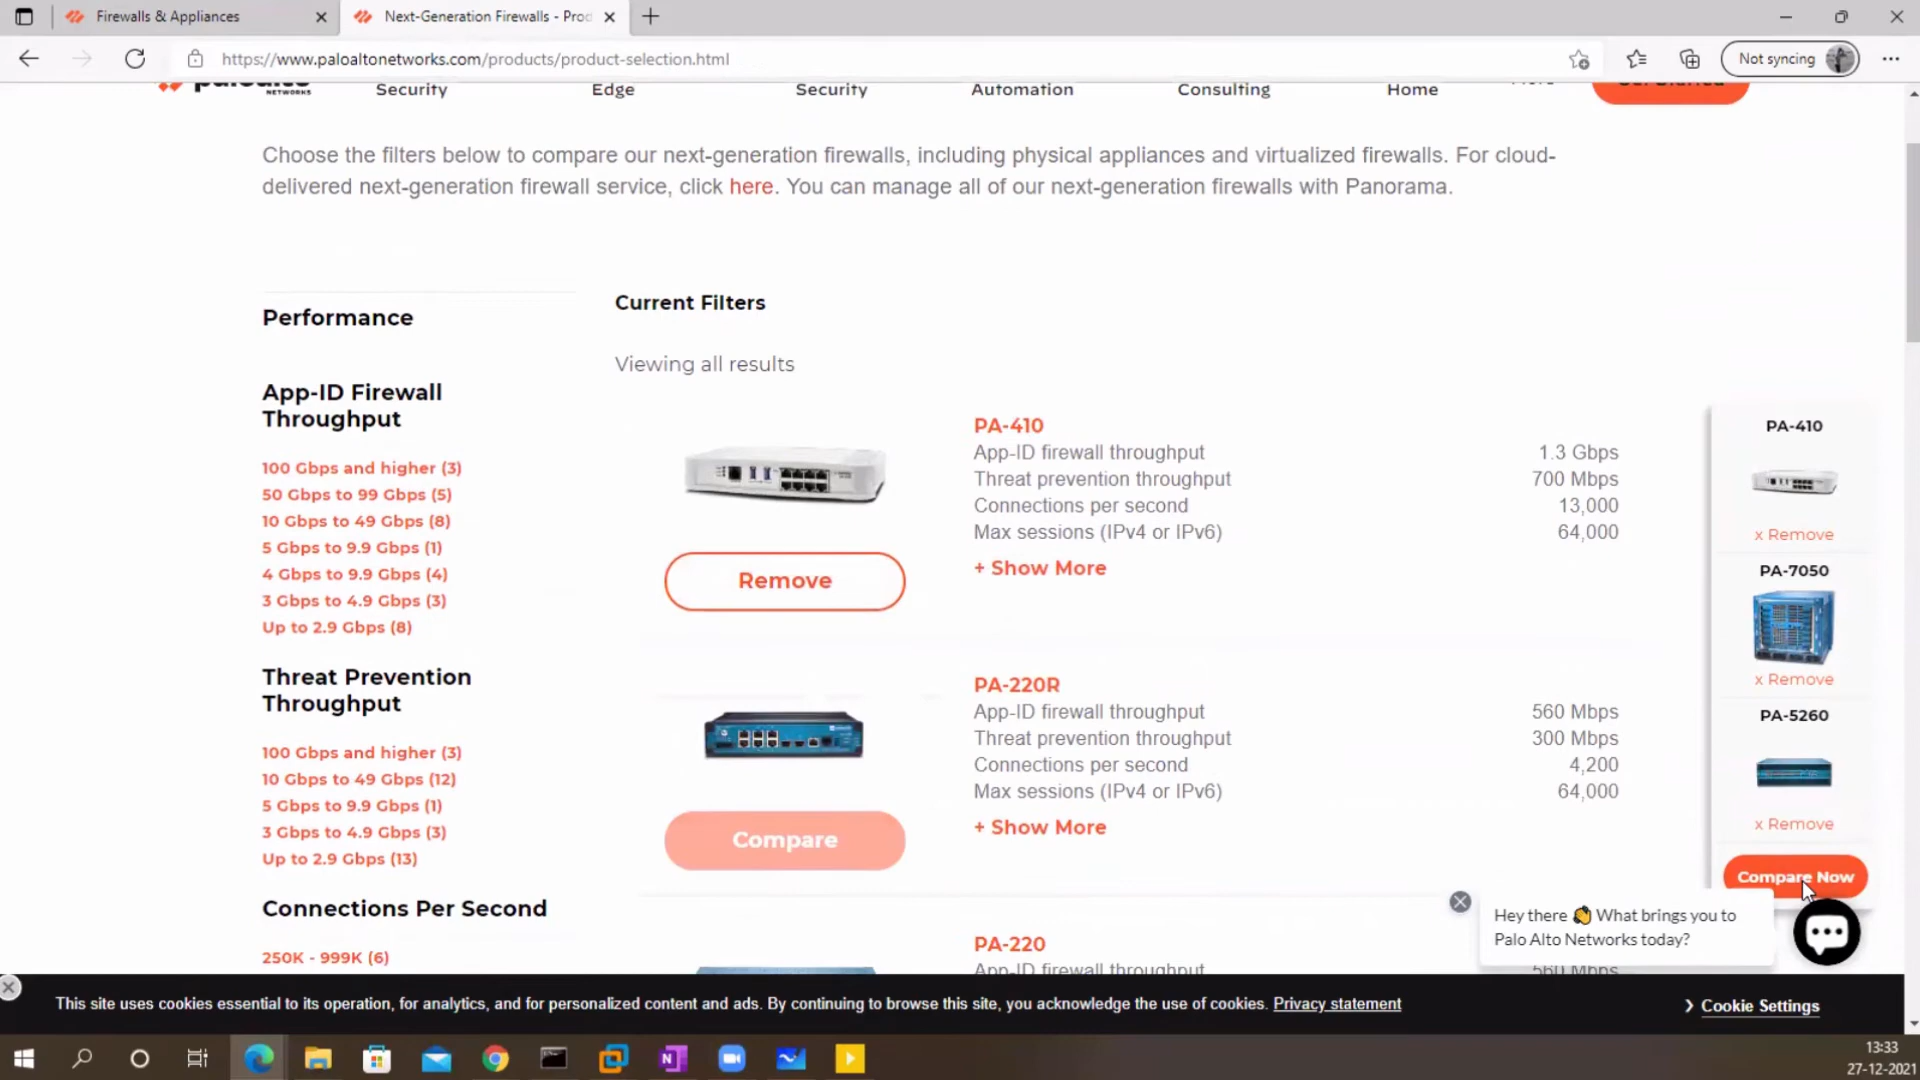 Firewalls & Appliances
Next-Generation Firewalls - Proc
https://www.paloaltonetworks.com/products/product-selection.html
Not syncing
paloalto
NETWORKS
Security
Edge
Security
Automation
Consulting
Home
More
Get Started
Choose the filters below to compare our next-generation firewalls, including physical appliances and virtualized firewalls. For cloud-
delivered next-generation firewall service, click here. You can manage all of our next-generation firewalls with Panorama.
Performance
App-ID Firewall
Throughput
100 Gbps and higher (3)
50 Gbps to 99 Gbps (5)
10 Gbps to 49 Gbps (8)
5 Gbps to 9.9 Gbps (1)
4 Gbps to 9.9 Gbps (4)
3 Gbps to 4.9 Gbps (3)
Up to 2.9 Gbps (8)
Threat Prevention
Throughput
100 Gbps and higher (3)
10 Gbps to 49 Gbps (12)
5 Gbps to 9.9 Gbps (1)
3 Gbps to 4.9 Gbps (3)
Up to 2.9 Gbps (13)
Connections Per Second
250K - 999K (6)
Current Filters
Viewing all results
Remove
PA-410
App-ID firewall throughput 1.3 Gbps
Threat prevention throughput 700 Mbps
Connections per second 13,000
Max sessions (IPv4 or IPv6) 64,000
+ Show More
Compare
PA-220R
App-ID firewall throughput 560 Mbps
Threat prevention throughput 300 Mbps
Connections per second 4,200
Max sessions (IPv4 or IPv6) 64,000
+ Show More
PA-220
App-ID firewall throughput 560 Mbps
PA-410
x Remove
PA-7050
x Remove
PA-5260
x Remove
Compare Now
Hey there What brings you to
Palo Alto Networks today?
This site uses cookies essential to its operation, for analytics, and for personalized content and ads. By continuing to browse this site, you acknowledge the use of cookies. Privacy statement
Cookie Settings
13:33
27-12-2021